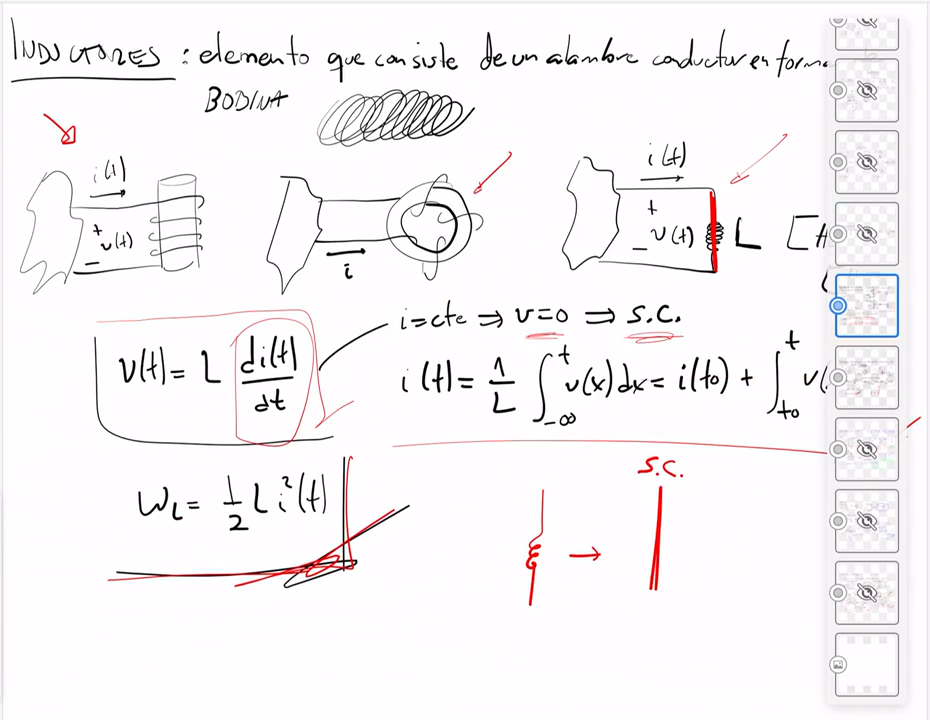 INDUCTORES : elemento que consiste de un alambre conductor en forma
BOBINA
i(t)
+
v(t)
−
i
i(t)
+
v(t)
−
L [H
v(t) = L di(t)/dt
i=cte ⇒ v=0 ⇒ S.C.
i(t) = 1/L ∫_{-∞}^{t} v(x)dx = i(t0) + ∫_{t0}^{t} v(
W_L = 1/2 L i²(t)
S.C.
→